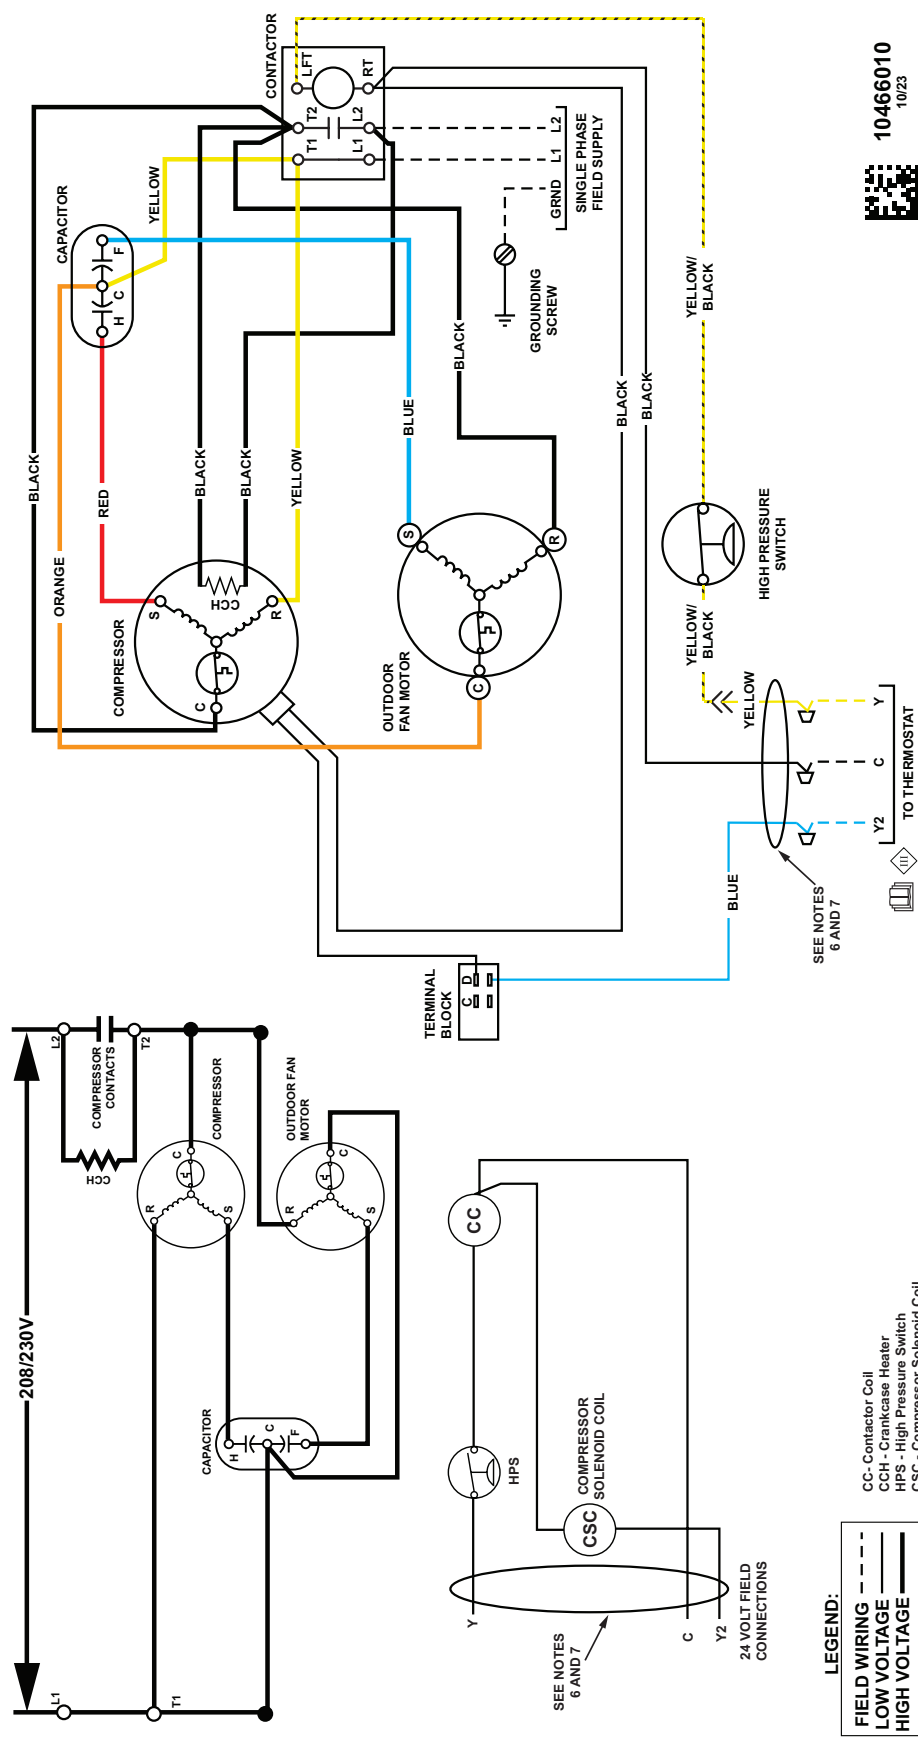 208/230V
L1
L2
T1
T2
COMPRESSOR
CONTACTS
CCH
COMPRESSOR
R
S
C
OUTDOOR FAN
MOTOR
R
S
C
CAPACITOR
H
C
F
Y
HPS
CC
COMPRESSOR
SOLENOID COIL
CSC
SEE NOTES
6 AND 7
C
Y2
24 VOLT FIELD
CONNECTIONS
LEGEND:
FIELD WIRING
LOW VOLTAGE
HIGH VOLTAGE
CC- Contactor Coil
CCH - Crankcase Heater
HPS - High Pressure Switch
CSC - Compressor Solenoid Coil
BLACK
ORANGE
RED
CAPACITOR
H
C
F
YELLOW
CONTACTOR
LFT
RT
T2
L2
T1
L1
COMPRESSOR
S
R
C
CCH
BLACK
BLACK
YELLOW
OUTDOOR
FAN MOTOR
S
R
C
BLUE
BLACK
GRND
L1
L2
SINGLE PHASE
FIELD SUPPLY
GROUNDING
SCREW
BLACK
BLACK
YELLOW/
BLACK
HIGH PRESSURE
SWITCH
YELLOW/
BLACK
YELLOW
TERMINAL
BLOCK
C
D
BLUE
SEE NOTES
6 AND 7
Y2
C
Y
TO THERMOSTAT
III
10466010
10/23